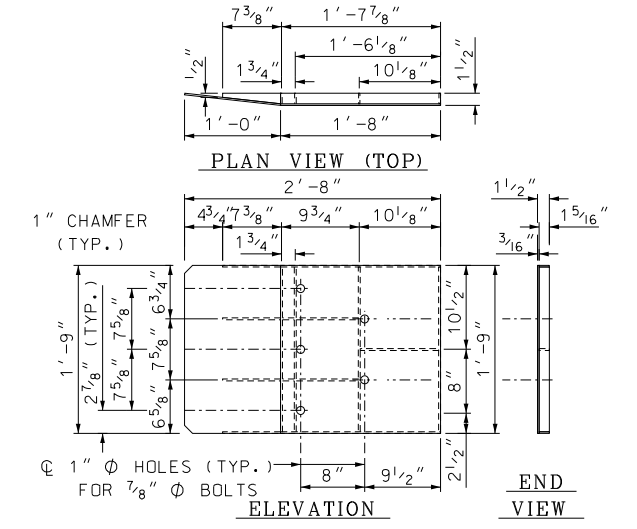 7 3/8" 1'-7 7/8"
1'-6 1/8"
1/2" 1 3/4" 10 1/8" 1 1/2"
1'-0" 1'-8"
PLAN VIEW (TOP)
2'-8" 1 1/2"
1" CHAMFER 4 3/4" 7 3/8" 9 3/4" 10 1/8" 1 5/16"
(TYP.) 1 3/4" 3/16"
1'-9" 2 7/8" (TYP.) 7 5/8" 7 5/8" 6 3/4" 7 5/8" 6 5/8" 10 1/2" 8" 2 1/2" 1'-9"
℄ 1" Ø HOLES (TYP.)
FOR 7/8" Ø BOLTS 8" 9 1/2"
ELEVATION
END
VIEW